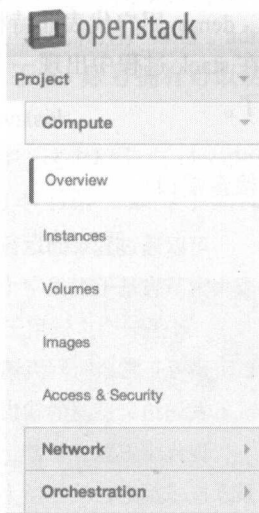 openstack
Project
Compute
Overview
Instances
Volumes
Images
Access & Security
Network
Orchestration